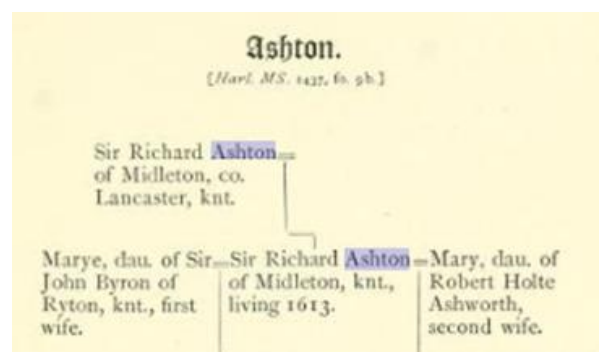 Ashton.
[Harl. MS. 1437, fo. 9b.]
Sir Richard Ashton
of Midleton, co.
Lancaster, knt.
Marye, dau. of Sir
John Byron of
Ryton, knt., first
wife.
Sir Richard Ashton
of Midleton, knt.,
living 1613.
Mary, dau. of
Robert Holte
Ashworth,
second wife.